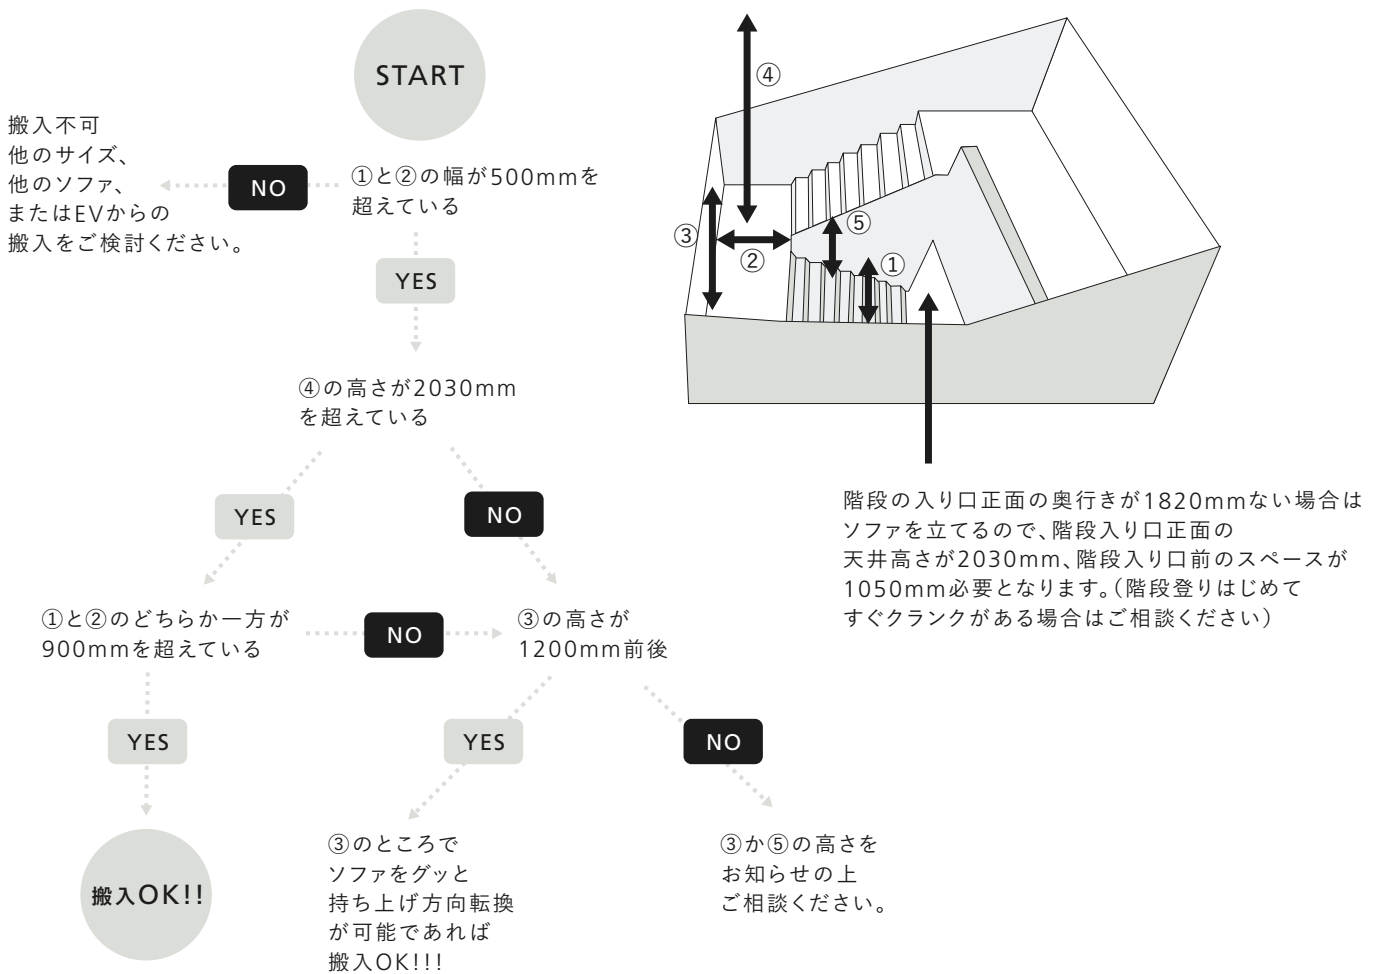 START
①と②の幅が500mmを
超えている
NO
搬入不可
他のサイズ、
他のソファ、
またはEVからの
搬入をご検討ください。
YES
④の高さが2030mm
を超えている
YES
NO
①と②のどちらか一方が
900mmを超えている
NO
③の高さが
1200mm前後
YES
YES
NO
搬入OK!!
③のところで
ソファをグッと
持ち上げ方向転換
が可能であれば
搬入OK!!!
③か⑤の高さを
お知らせの上
ご相談ください。
④
③
②
⑤
①
階段の入り口正面の奥行きが1820mmない場合は
ソファを立てるので、階段入り口正面の
天井高さが2030mm、階段入り口前のスペースが
1050mm必要となります。（階段登りはじめて
すぐクランクがある場合はご相談ください）